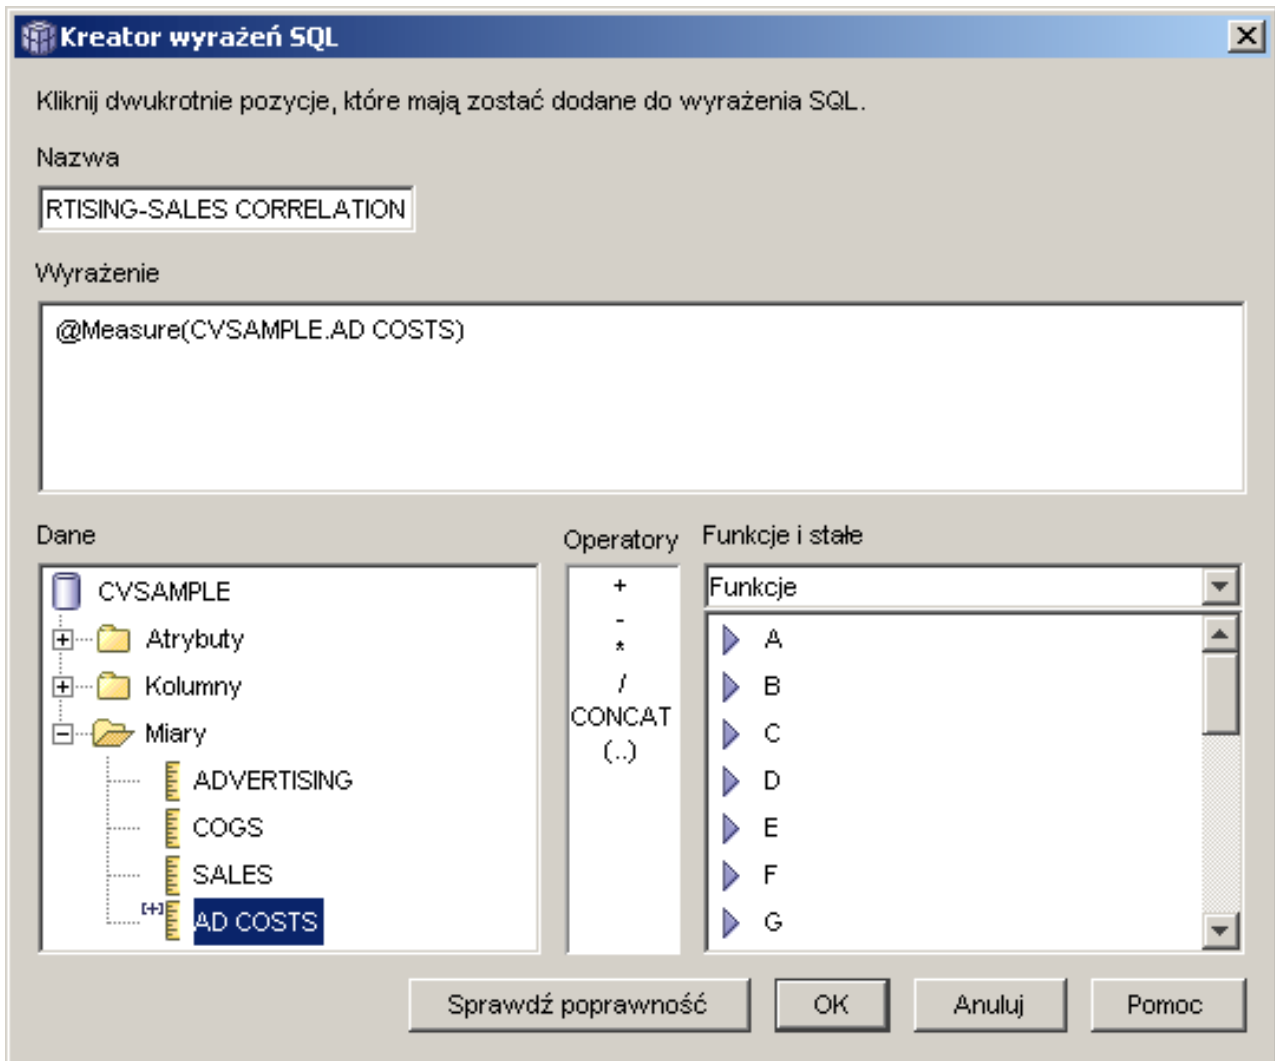 Kreator wyrażeń SQL
Kliknij dwukrotnie pozycje, które mają zostać dodane do wyrażenia SQL.
Nazwa
RTISING-SALES CORRELATION
Wyrażenie
@Measure(CVSAMPLE.AD COSTS)
Dane
CVSAMPLE
Atrybuty
Kolumny
Miary
ADVERTISING
COGS
SALES
[+] AD COSTS
Operatory
+
-
*
/
CONCAT
(..)
Funkcje i stałe
Funkcje
A
B
C
D
E
F
G
Sprawdź poprawność OK Anuluj Pomoc